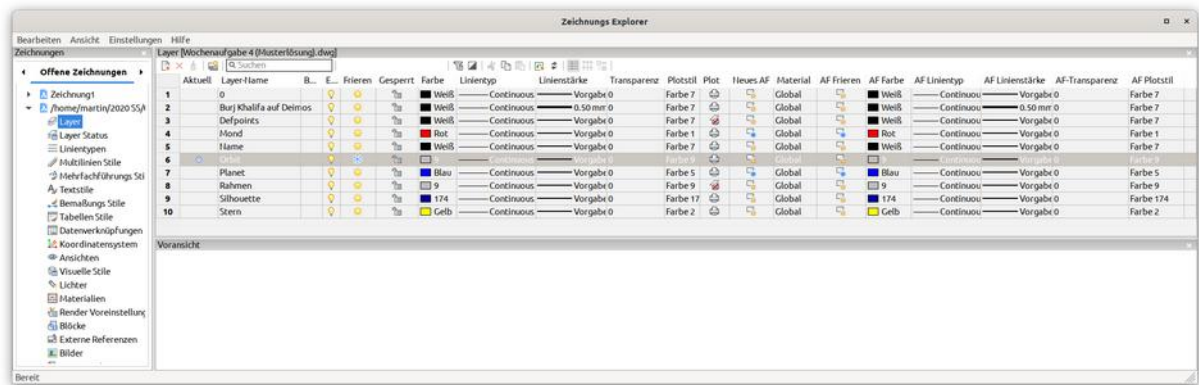 Zeichnungs Explorer
Bearbeiten Ansicht Einstellungen Hilfe
Zeichnungen
Offene Zeichnungen
Zeichnung1
/home/martin/2020 SS/
Layer
Layer Status
Linientypen
Multilinien Stile
Mehrfachführungs Sti
Textstile
Bemaßungs Stile
Tabellen Stile
Datenverknüpfungen
Koordinatensystem
Ansichten
Visuelle Stile
Lichter
Materialien
Render Voreinstellung
Blöcke
Externe Referenzen
Bilder
Layer [Wochenaufgabe 4 (Musterlösung).dwg]
Suchen
Aktuell Layer-Name B... E... Frieren Gesperrt Farbe Linientyp Linienstärke Transparenz Plotstil Plot Neues AF Material AF Frieren AF Farbe AF Linientyp AF Linienstärke AF-Transparenz AF Plotstil
1 0 Weiß Continuous Vorgabe 0 Farbe 7 Global Weiß Continuou Vorgabe 0 Farbe 7
2 Burj Khalifa auf Deimos Weiß Continuous 0.50 mm 0 Farbe 7 Global Weiß Continuou 0.50 mm 0 Farbe 7
3 Defpoints Weiß Continuous Vorgabe 0 Farbe 7 Global Weiß Continuou Vorgabe 0 Farbe 7
4 Mond Rot Continuous Vorgabe 0 Farbe 1 Global Rot Continuou Vorgabe 0 Farbe 1
5 Name Weiß Continuous Vorgabe 0 Farbe 7 Global Weiß Continuou Vorgabe 0 Farbe 7
6 Orbit 9 Continuous Vorgabe 0 Farbe 9 Global 9 Continuou Vorgabe 0 Farbe 9
7 Planet Blau Continuous Vorgabe 0 Farbe 5 Global Blau Continuou Vorgabe 0 Farbe 5
8 Rahmen 9 Continuous Vorgabe 0 Farbe 9 Global 9 Continuou Vorgabe 0 Farbe 9
9 Silhouette 174 Continuous Vorgabe 0 Farbe 17 Global 174 Continuou Vorgabe 0 Farbe 174
10 Stern Gelb Continuous Vorgabe 0 Farbe 2 Global Gelb Continuou Vorgabe 0 Farbe 2
Voransicht
Bereit